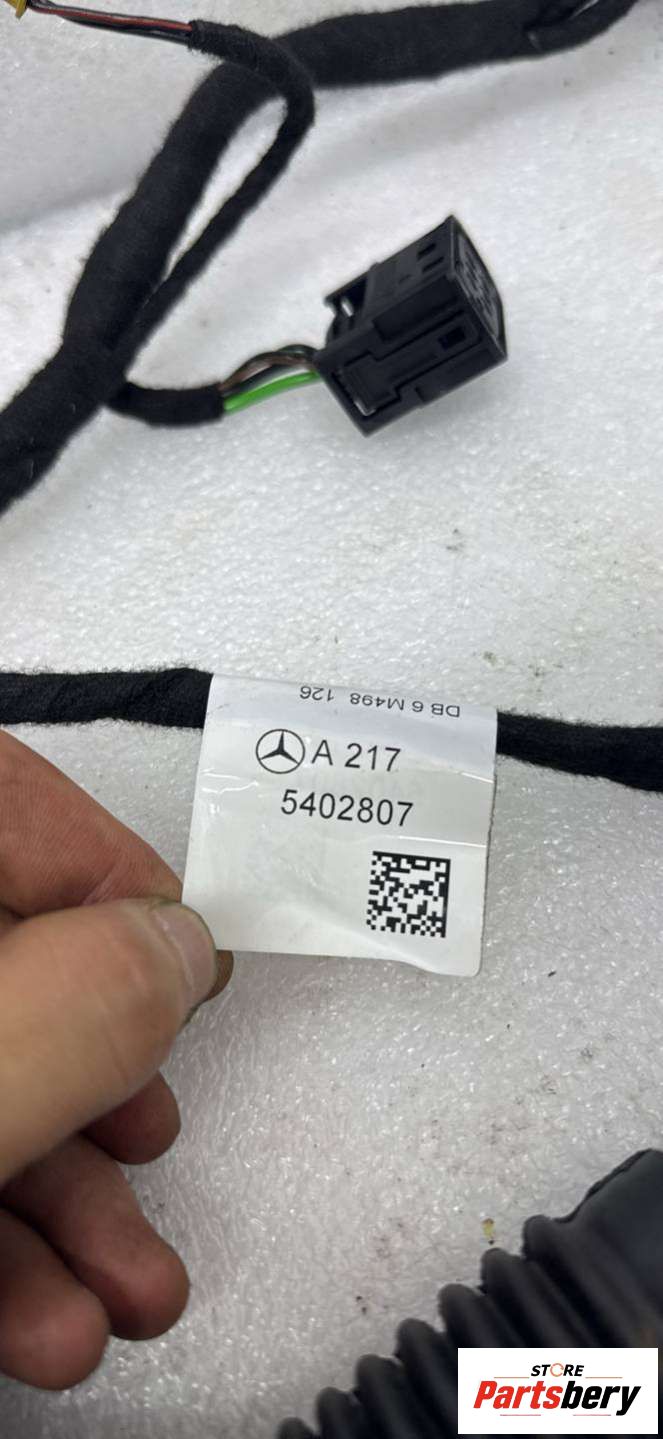 DB 6 M498 126
A 217
5402807
STORE
Partsbery